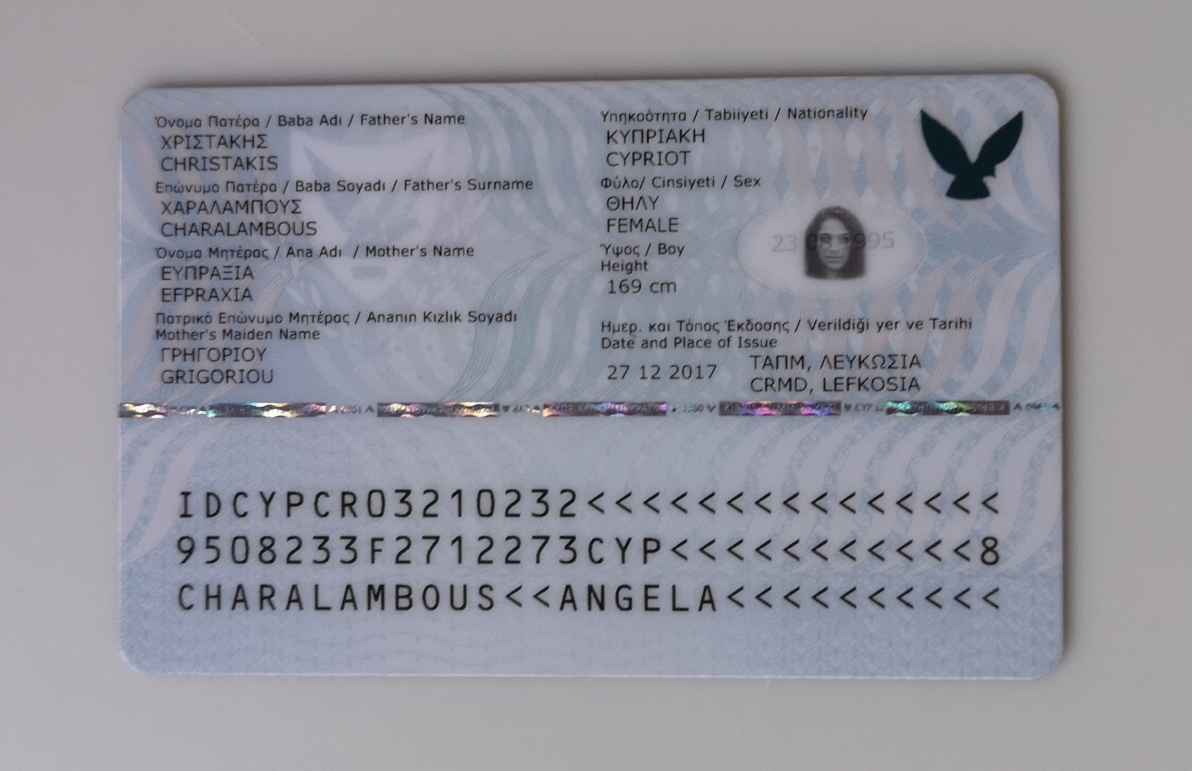 Όνομα Πατέρα / Baba Adı / Father's Name
ΧΡΙΣΤΑΚΗΣ
CHRISTAKIS
Επώνυμο Πατέρα / Baba Soyadı / Father's Surname
ΧΑΡΑΛΑΜΠΟΥΣ
CHARALAMBOUS
Όνομα Μητέρας / Ana Adı / Mother's Name
ΕΥΠΡΑΞΙΑ
EFPRAXIA
Πατρικό Επώνυμο Μητέρας / Ananın Kızlık Soyadı
Mother's Maiden Name
ΓΡΗΓΟΡΙΟΥ
GRIGORIOU
Υπηκοότητα / Tabiiyeti / Nationality
ΚΥΠΡΙΑΚΗ
CYPRIOT
Φύλο/ Cinsiyeti / Sex
ΘΗΛΥ
FEMALE
Ύψος / Boy
Height
169 cm
Ημερ. και Τόπος Έκδοσης / Verildiği yer ve Tarihi
Date and Place of Issue
27 12 2017
ΤΑΠΜ, ΛΕΥΚΩΣΙΑ
CRMD, LEFKOSIA
IDCYPCR03210232<<<<<<<<<<<<<<<
9508233F2712273CYP<<<<<<<<<<<8
CHARALAMBOUS<<ANGELA<<<<<<<<<<